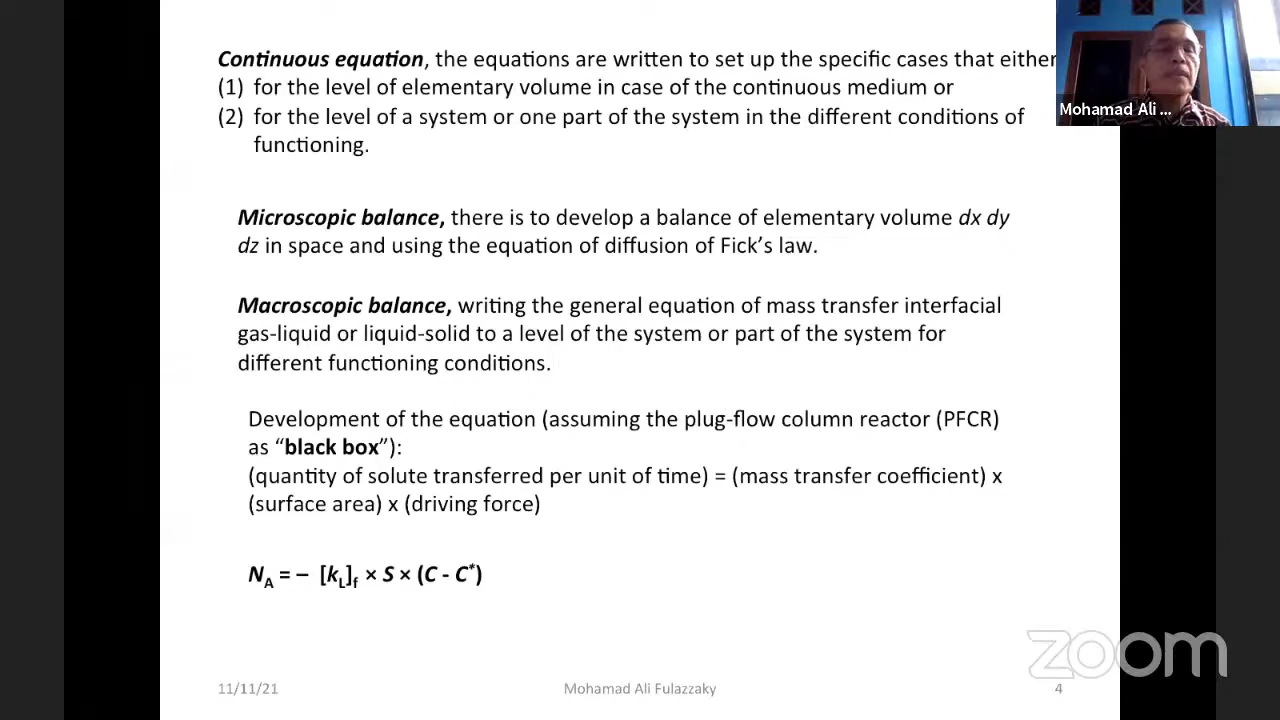 Continuous equation, the equations are written to set up the specific cases that either
(1) for the level of elementary volume in case of the continuous medium or
(2) for the level of a system or one part of the system in the different conditions of
functioning.
Mohamad Ali ...
Microscopic balance, there is to develop a balance of elementary volume dx dy
dz in space and using the equation of diffusion of Fick's law.
Macroscopic balance, writing the general equation of mass transfer interfacial
gas-liquid or liquid-solid to a level of the system or part of the system for
different functioning conditions.
Development of the equation (assuming the plug-flow column reactor (PFCR)
as “black box”):
(quantity of solute transferred per unit of time) = (mass transfer coefficient) x
(surface area) x (driving force)
N_A = – [k_L]_f × S × (C - C*)
zoom
11/11/21 Mohamad Ali Fulazzaky 4